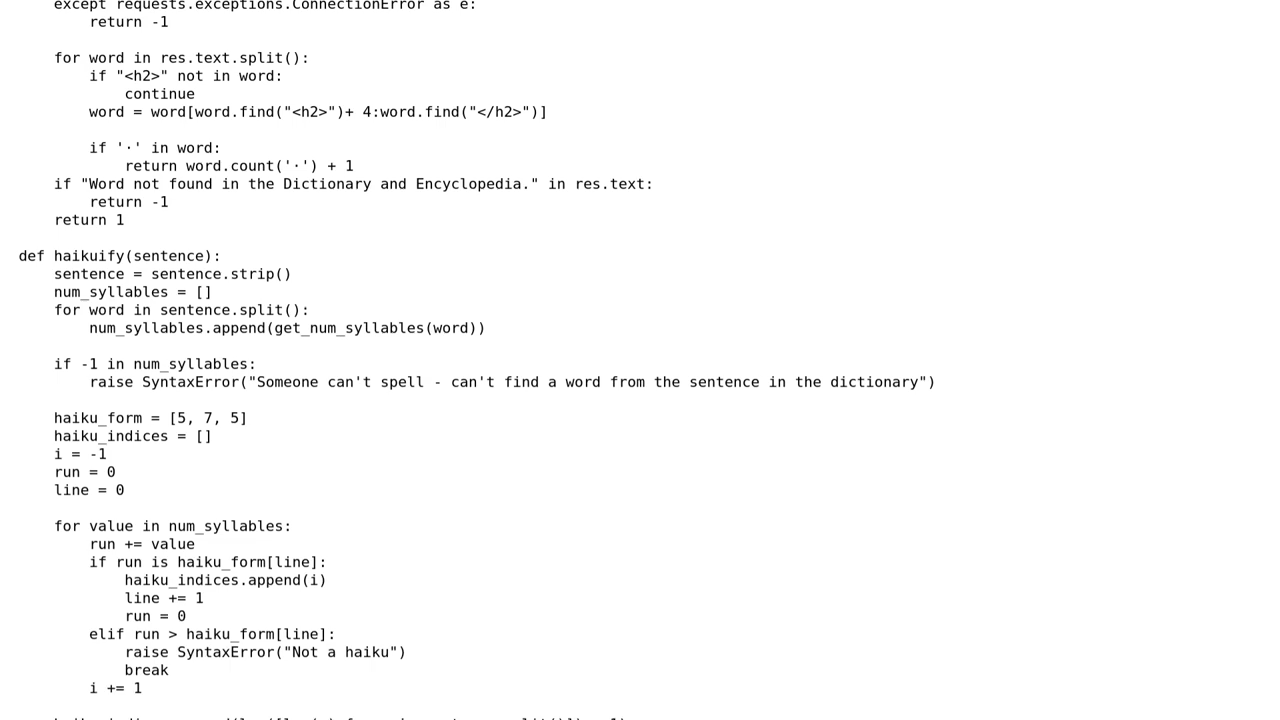 except requests.exceptions.ConnectionError as e:
        return -1

    for word in res.text.split():
        if "<h2>" not in word:
            continue
        word = word[word.find("<h2>")+ 4:word.find("</h2>")]

        if '·' in word:
            return word.count('·') + 1
    if "Word not found in the Dictionary and Encyclopedia." in res.text:
        return -1
    return 1

def haikuify(sentence):
    sentence = sentence.strip()
    num_syllables = []
    for word in sentence.split():
        num_syllables.append(get_num_syllables(word))

    if -1 in num_syllables:
        raise SyntaxError("Someone can't spell - can't find a word from the sentence in the dictionary")

    haiku_form = [5, 7, 5]
    haiku_indices = []
    i = -1
    run = 0
    line = 0

    for value in num_syllables:
        run += value
        if run is haiku_form[line]:
            haiku_indices.append(i)
            line += 1
            run = 0
        elif run > haiku_form[line]:
            raise SyntaxError("Not a haiku")
            break
        i += 1